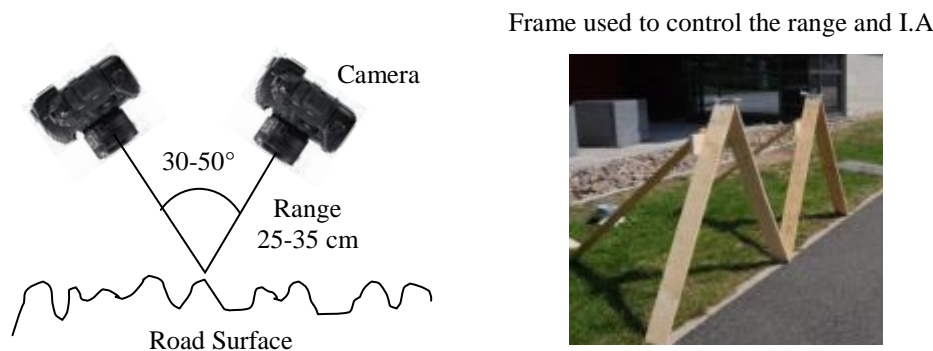 Frame used to control the range and I.A
Camera
30-50°
Range
25-35 cm
Road Surface